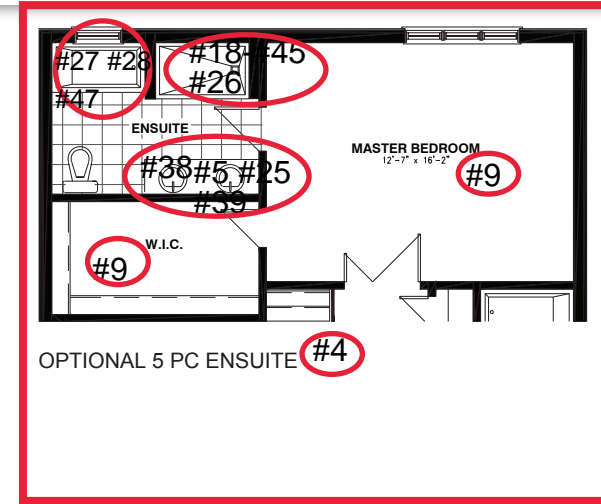 #27 #28
#47
#18-#45
#26
ENSUITE
#38 #5 #25
#39
MASTER BEDROOM
12'-7" x 16'-2"
#9
W.I.C.
#9
OPTIONAL 5 PC ENSUITE #4